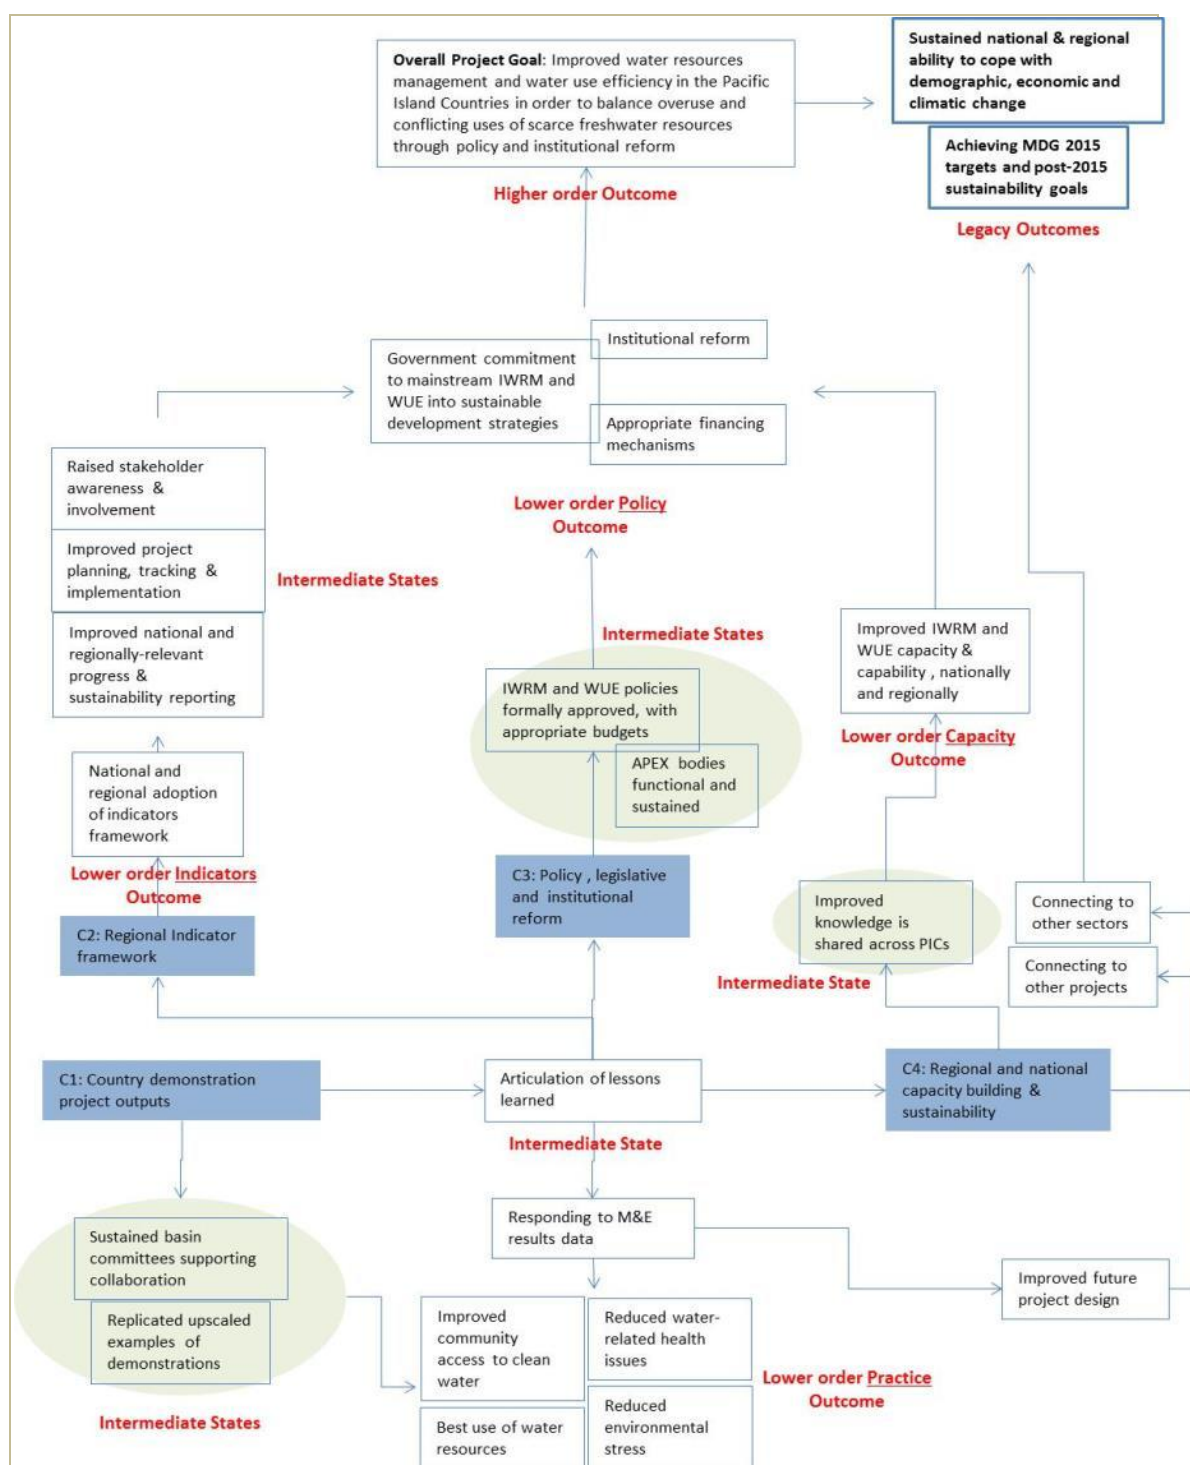 Overall Project Goal: Improved water resources
management and water use efficiency in the Pacific
Island Countries in order to balance overuse and
conflicting uses of scarce freshwater resources
through policy and institutional reform
Sustained national & regional
ability to cope with
demographic, economic and
climatic change
Achieving MDG 2015
targets and post-2015
sustainability goals
Higher order Outcome
Legacy Outcomes
Institutional reform
Government commitment
to mainstream IWRM and
WUE into sustainable
development strategies
Appropriate financing
mechanisms
Raised stakeholder
awareness &
involvement
Improved project
planning, tracking &
implementation
Improved national and
regionally-relevant
progress &
sustainability reporting
Intermediate States
Lower order Policy
Outcome
Intermediate States
IWRM and WUE policies
formally approved, with
appropriate budgets
APEX bodies
functional and
sustained
Improved IWRM and
WUE capacity &
capability , nationally
and regionally
Lower order Capacity
Outcome
National and
regional adoption
of indicators
framework
Lower order Indicators
Outcome
C2: Regional Indicator
framework
C3: Policy , legislative
and institutional
reform
Improved
knowledge is
shared across PICs
Intermediate State
Connecting to
other sectors
Connecting to
other projects
C1: Country demonstration
project outputs
Articulation of lessons
learned
Intermediate State
C4: Regional and national
capacity building &
sustainability
Responding to M&E
results data
Sustained basin
committees supporting
collaboration
Replicated upscaled
examples of
demonstrations
Intermediate States
Improved
community
access to clean
water
Reduced water-
related health
issues
Best use of water
resources
Reduced
environmental
stress
Lower order Practice
Outcome
Improved future
project design